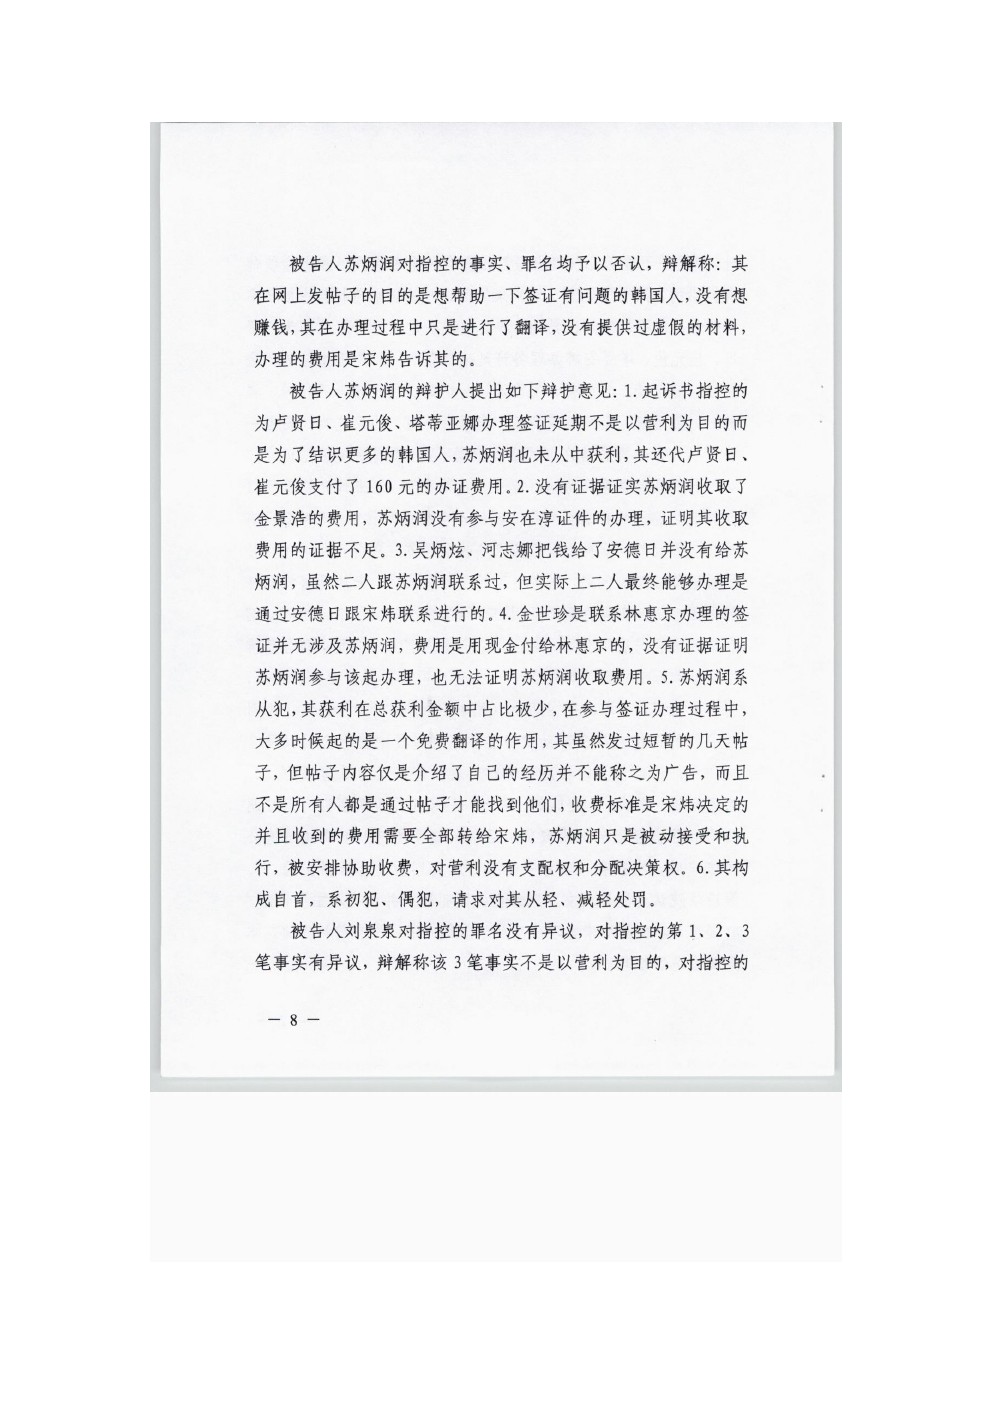 被告人苏炳润对指控的事实、罪名均予以否认，辩解称：其
在网上发帖子的目的是想帮助一下签证有问题的韩国人，没有想
赚钱，其在办理过程中只是进行了翻译，没有提供过虚假的材料，
办理的费用是宋炜告诉其的。
被告人苏炳润的辩护人提出如下辩护意见：1.起诉书指控的
为卢贤日、崔元俊、塔蒂亚娜办理签证延期不是以营利为目的而
是为了结识更多的韩国人，苏炳润也未从中获利，其还代卢贤日、
崔元俊支付了160元的办证费用。2.没有证据证实苏炳润收取了
金景浩的费用，苏炳润没有参与安在淳证件的办理，证明其收取
费用的证据不足。3.吴炳炫、河志娜把钱给了安德日并没有给苏
炳润，虽然二人跟苏炳润联系过，但实际上二人最终能够办理是
通过安德日跟宋炜联系进行的。4.金世珍是联系林惠京办理的签
证并无涉及苏炳润，费用是用现金付给林惠京的，没有证据证明
苏炳润参与该起办理，也无法证明苏炳润收取费用。5.苏炳润系
从犯，其获利在总获利金额中占比极少，在参与签证办理过程中，
大多时候起的是一个免费翻译的作用，其虽然发过短暂的几天帖
子，但帖子内容仅是介绍了自己的经历并不能称之为广告，而且
不是所有人都是通过帖子才能找到他们，收费标准是宋炜决定的
并且收到的费用需要全部转给宋炜，苏炳润只是被动接受和执
行，被安排协助收费，对营利没有支配权和分配决策权。6.其构
成自首，系初犯、偶犯，请求对其从轻、减轻处罚。
被告人刘泉泉对指控的罪名没有异议，对指控的第1、2、3
笔事实有异议，辩解称该3笔事实不是以营利为目的，对指控的
— 8 —